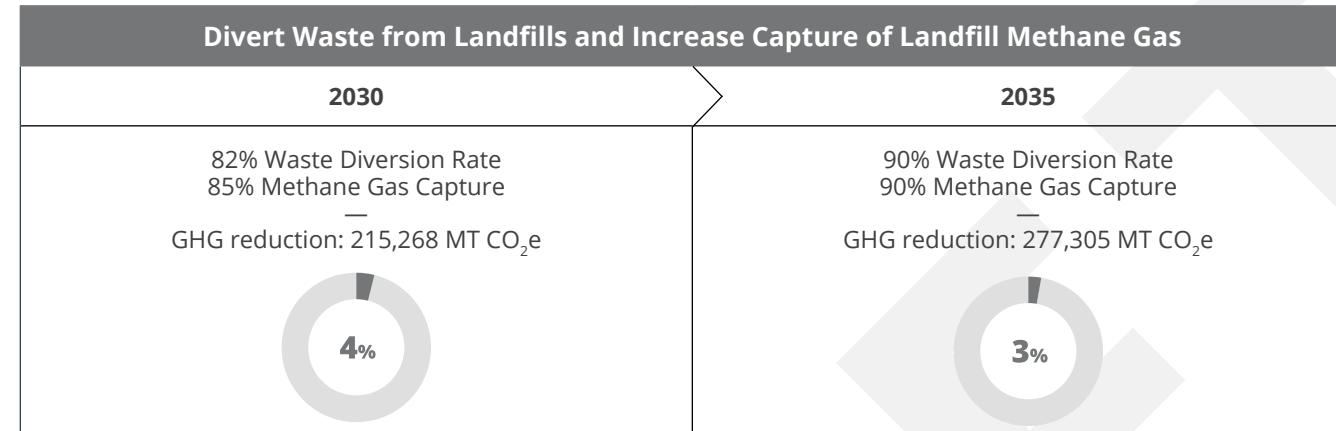 Divert Waste from Landfills and Increase Capture of Landfill Methane Gas
2030
2035
82% Waste Diversion Rate
85% Methane Gas Capture
—
GHG reduction: 215,268 MT CO₂e
4%
90% Waste Diversion Rate
90% Methane Gas Capture
—
GHG reduction: 277,305 MT CO₂e
3%